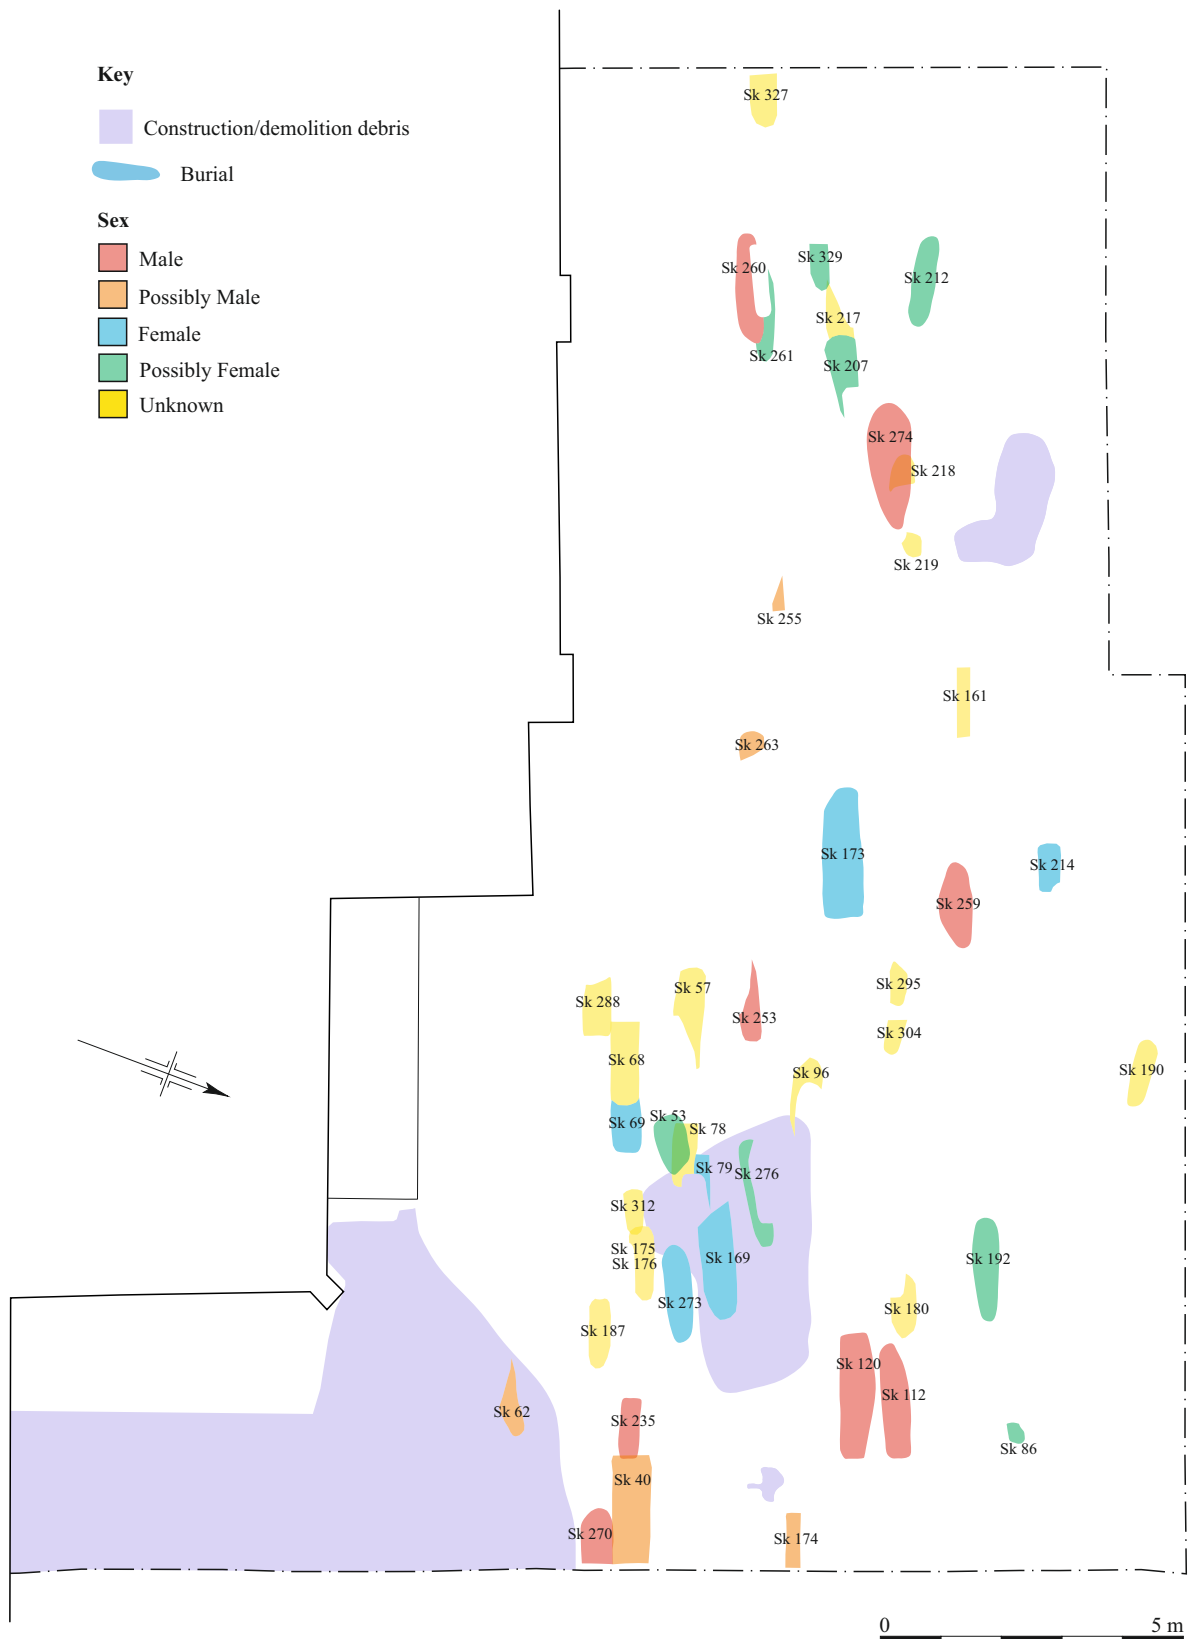 Key
Construction/demolition debris
Burial
Sex
Male
Possibly Male
Female
Possibly Female
Unknown
Sk 327
Sk 260
Sk 329
Sk 212
Sk 217
Sk 261
Sk 207
Sk 274
Sk 218
Sk 219
Sk 255
Sk 161
Sk 263
Sk 173
Sk 214
Sk 259
Sk 288
Sk 57
Sk 253
Sk 295
Sk 304
Sk 68
Sk 96
Sk 190
Sk 69
Sk 53
Sk 78
Sk 79
Sk 276
Sk 312
Sk 175
Sk 176
Sk 169
Sk 192
Sk 273
Sk 180
Sk 187
Sk 120
Sk 112
Sk 62
Sk 235
Sk 86
Sk 40
Sk 270
Sk 174
0 5 m